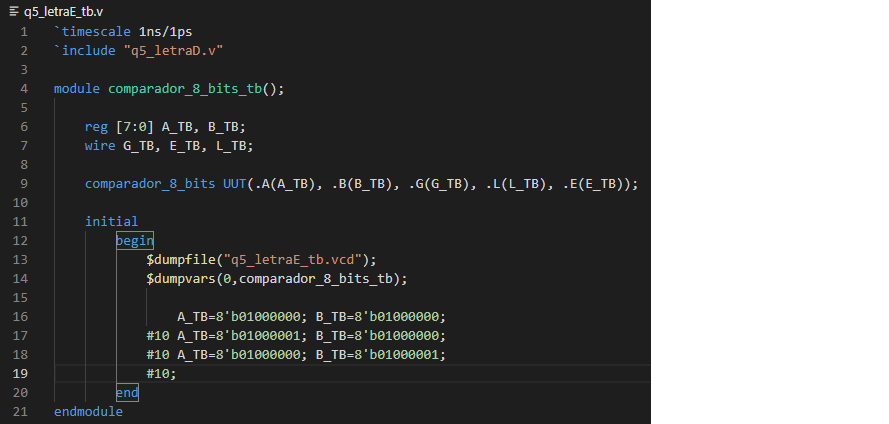 q5_letraE_tb.v
1 `timescale 1ns/1ps
2 `include "q5_letraD.v"
3
4 module comparador_8_bits_tb();
5
6 reg [7:0] A_TB, B_TB;
7 wire G_TB, E_TB, L_TB;
8
9 comparador_8_bits UUT(.A(A_TB), .B(B_TB), .G(G_TB), .L(L_TB), .E(E_TB));
10
11 initial
12 begin
13 $dumpfile("q5_letraE_tb.vcd");
14 $dumpvars(0,comparador_8_bits_tb);
15
16 A_TB=8'b01000000; B_TB=8'b01000000;
17 #10 A_TB=8'b01000001; B_TB=8'b01000000;
18 #10 A_TB=8'b01000000; B_TB=8'b01000001;
19 #10;
20 end
21 endmodule